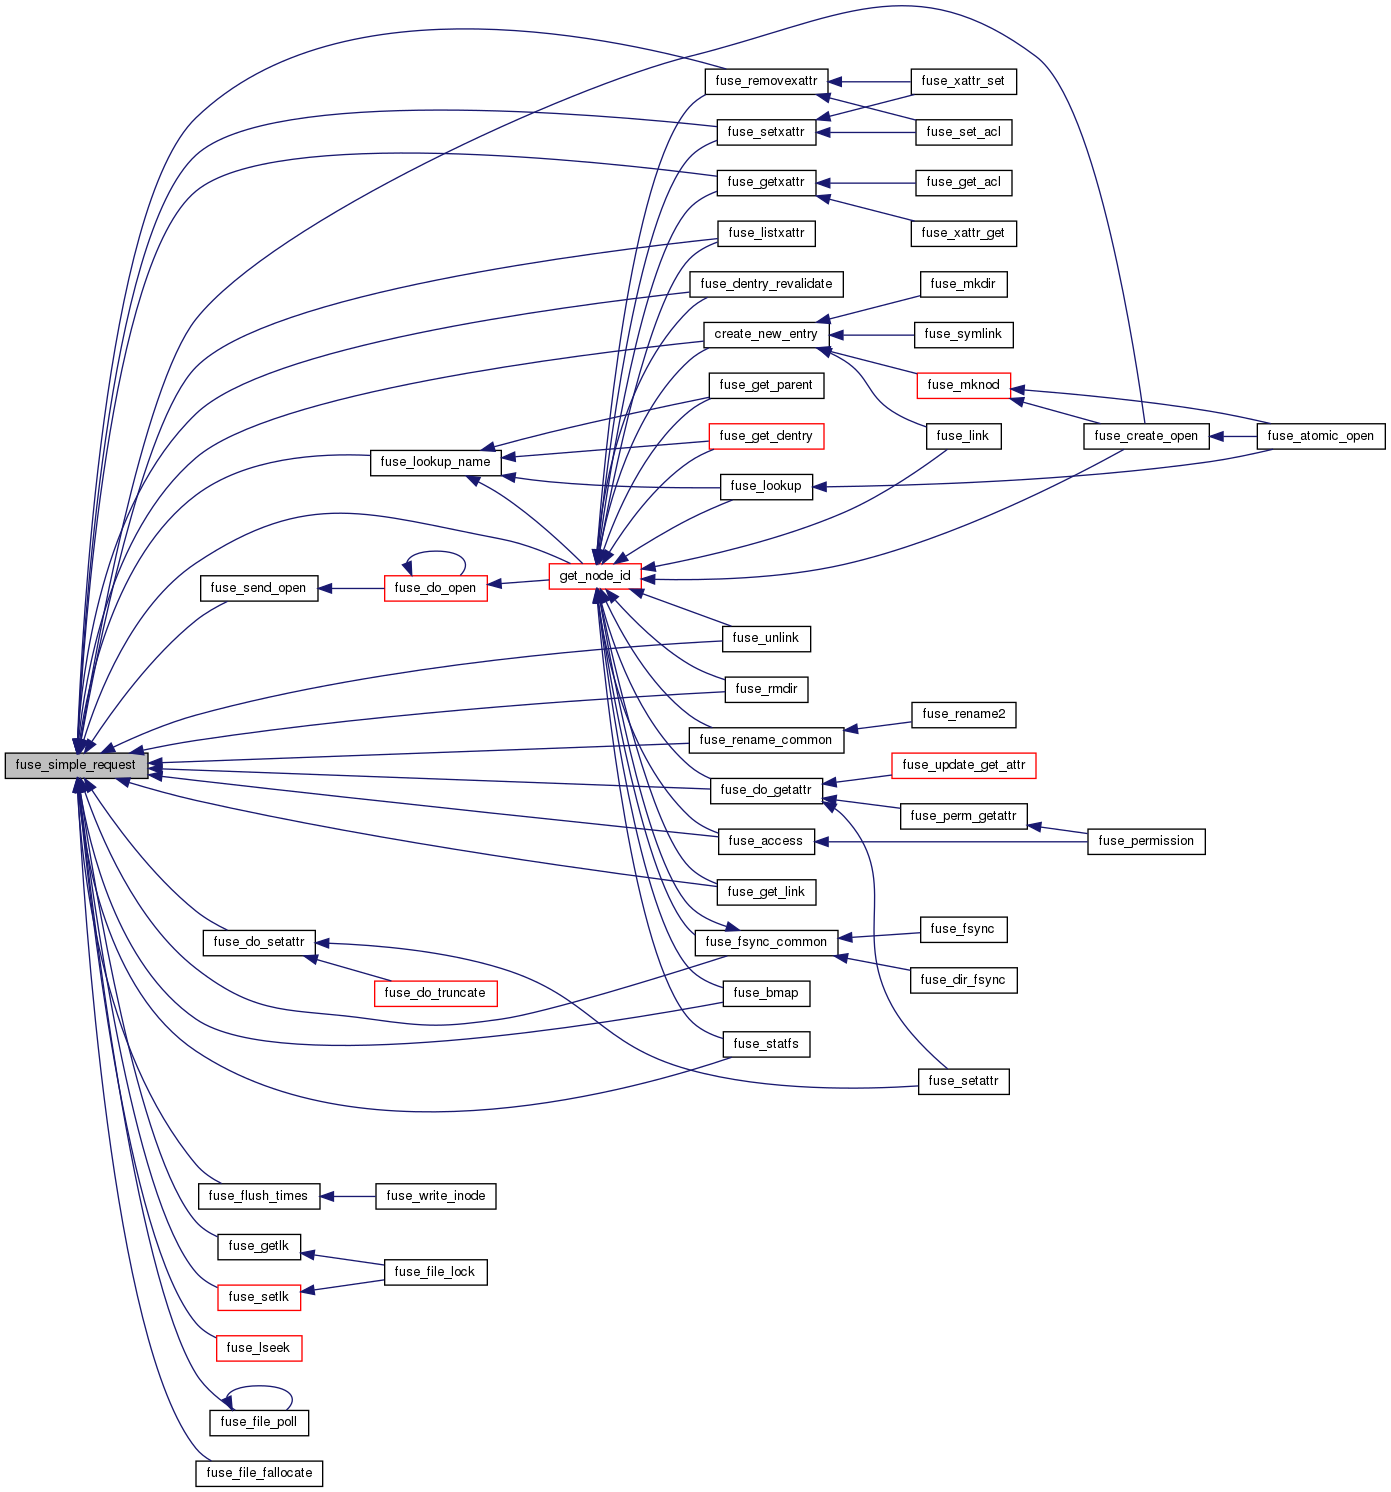 fuse_removexattr
fuse_xattr_set
fuse_setxattr
fuse_set_acl
fuse_getxattr
fuse_get_acl
fuse_listxattr
fuse_xattr_get
fuse_dentry_revalidate
fuse_mkdir
create_new_entry
fuse_symlink
fuse_get_parent
fuse_mknod
fuse_get_dentry
fuse_link
fuse_create_open
fuse_atomic_open
fuse_lookup_name
fuse_lookup
fuse_send_open
fuse_do_open
get_node_id
fuse_unlink
fuse_rmdir
fuse_rename_common
fuse_rename2
fuse_simple_request
fuse_update_get_attr
fuse_do_getattr
fuse_perm_getattr
fuse_access
fuse_permission
fuse_get_link
fuse_do_setattr
fuse_fsync_common
fuse_fsync
fuse_do_truncate
fuse_bmap
fuse_dir_fsync
fuse_statfs
fuse_setattr
fuse_flush_times
fuse_write_inode
fuse_getlk
fuse_file_lock
fuse_setlk
fuse_lseek
fuse_file_poll
fuse_file_fallocate